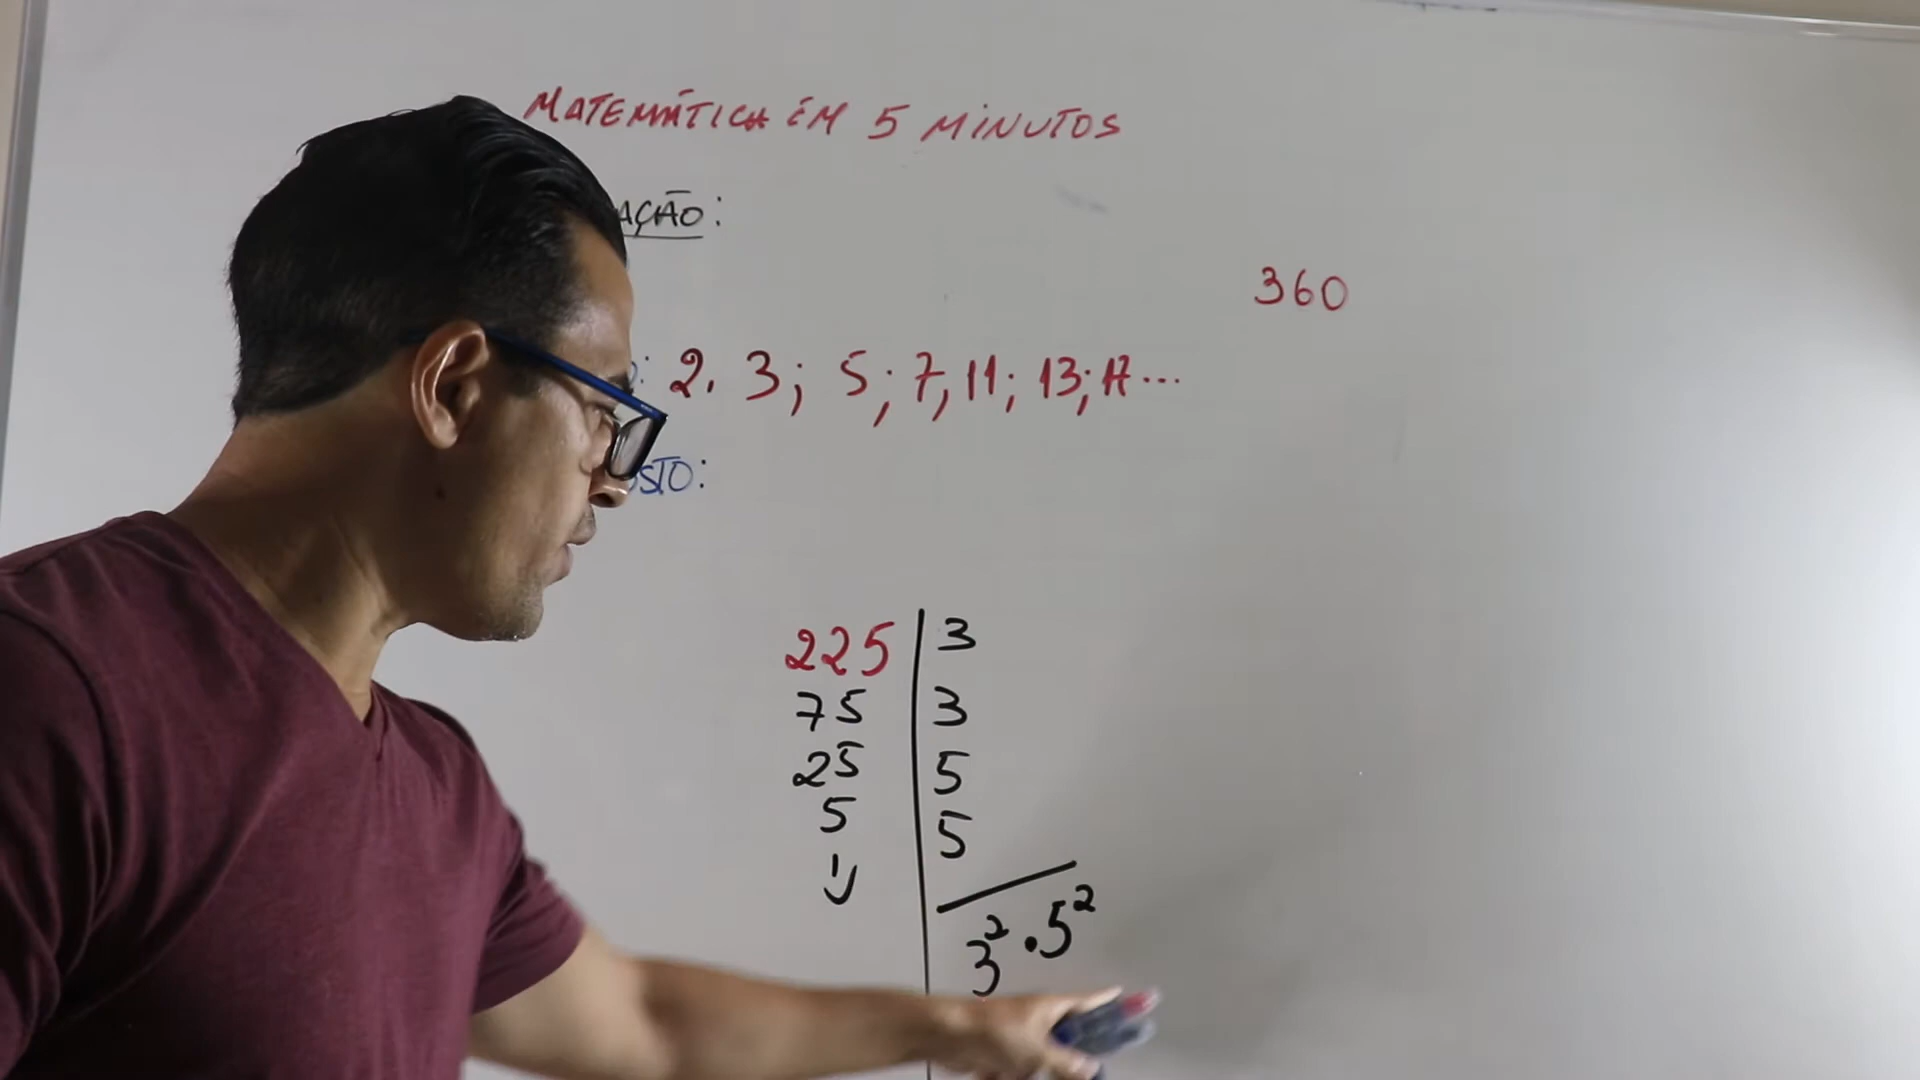 MATEMÁTICA EM 5 MINUTOS
AÇÃO:
360
: 2. 3; 5; 7, 11; 13; 17...
STO:
225 | 3
75 | 3
25 | 5
5 | 5
1
3² . 5²